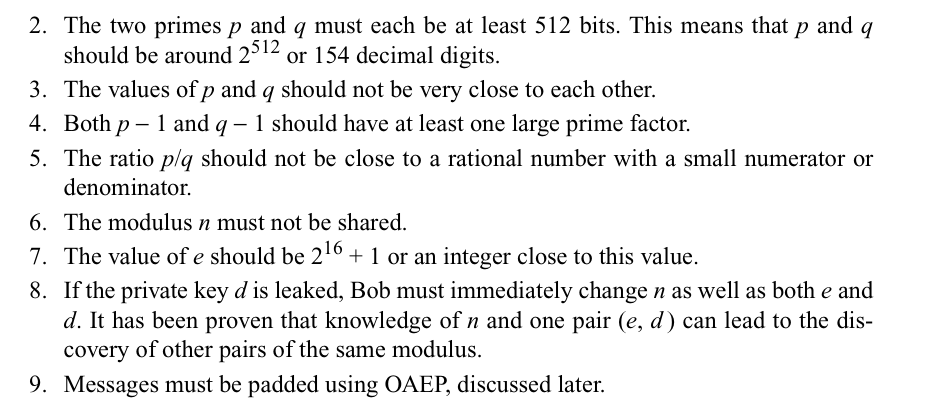 2. The two primes p and q must each be at least 512 bits. This means that p and q
should be around 2^512 or 154 decimal digits.
3. The values of p and q should not be very close to each other.
4. Both p – 1 and q – 1 should have at least one large prime factor.
5. The ratio p/q should not be close to a rational number with a small numerator or
denominator.
6. The modulus n must not be shared.
7. The value of e should be 2^16 + 1 or an integer close to this value.
8. If the private key d is leaked, Bob must immediately change n as well as both e and
d. It has been proven that knowledge of n and one pair (e, d) can lead to the dis-
covery of other pairs of the same modulus.
9. Messages must be padded using OAEP, discussed later.